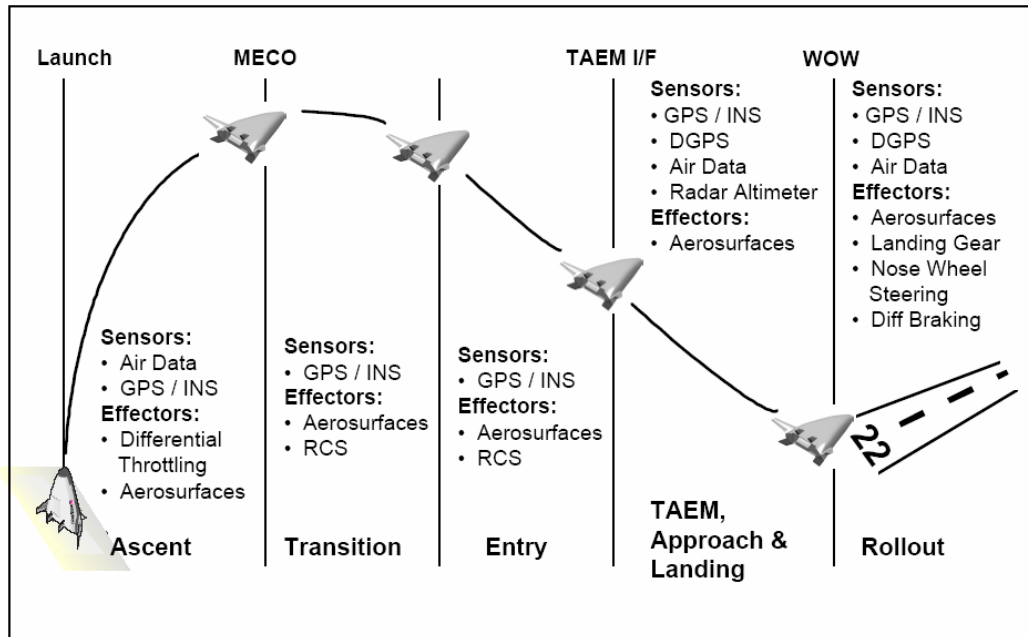 Launch
MECO
TAEM I/F
WOW
Sensors:
• Air Data
• GPS / INS
Effectors:
• Differential
Throttling
• Aerosurfaces
Ascent
Sensors:
• GPS / INS
Effectors:
• Aerosurfaces
• RCS
Transition
Sensors:
• GPS / INS
Effectors:
• Aerosurfaces
• RCS
Entry
Sensors:
• GPS / INS
• DGPS
• Air Data
• Radar Altimeter
Effectors:
• Aerosurfaces
TAEM,
Approach &
Landing
Sensors:
• GPS / INS
• DGPS
• Air Data
Effectors:
• Aerosurfaces
• Landing Gear
• Nose Wheel
Steering
• Diff Braking
22
Rollout